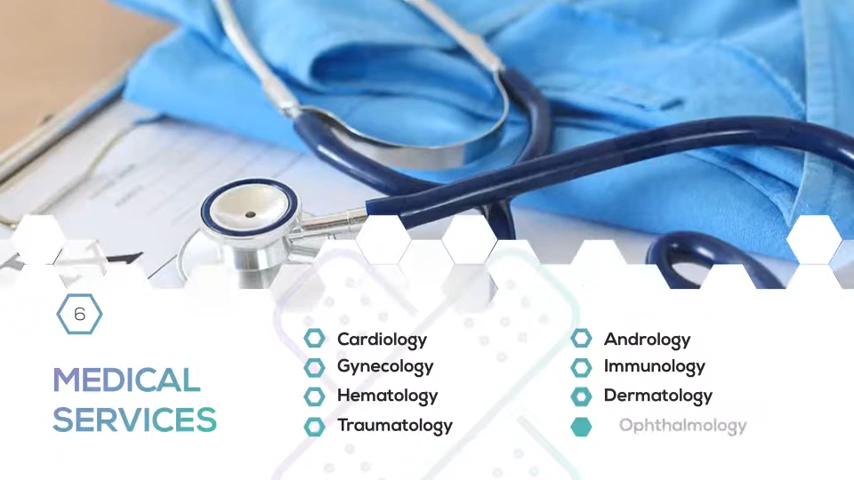 6
MEDICAL
SERVICES
Cardiology
Gynecology
Hematology
Traumatology
Andrology
Immunology
Dermatology
Ophthalmology